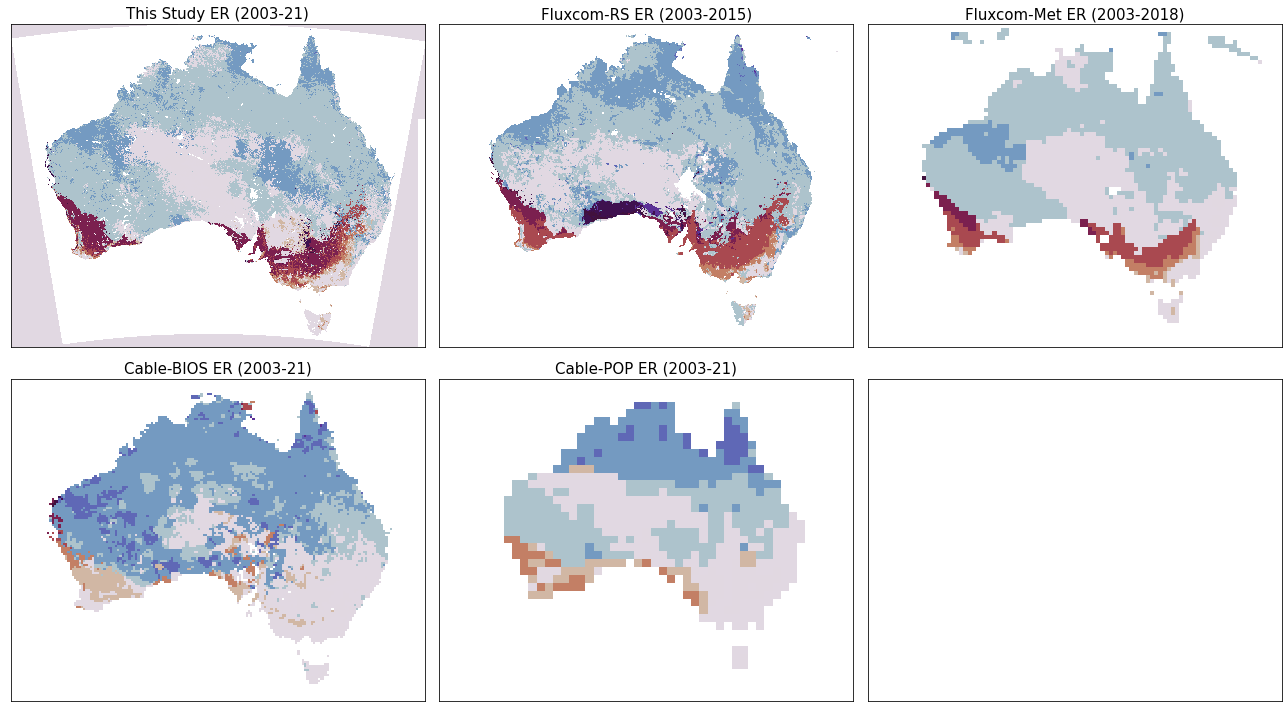 This Study ER (2003-21)
Fluxcom-RS ER (2003-2015)
Fluxcom-Met ER (2003-2018)
Cable-BIOS ER (2003-21)
Cable-POP ER (2003-21)